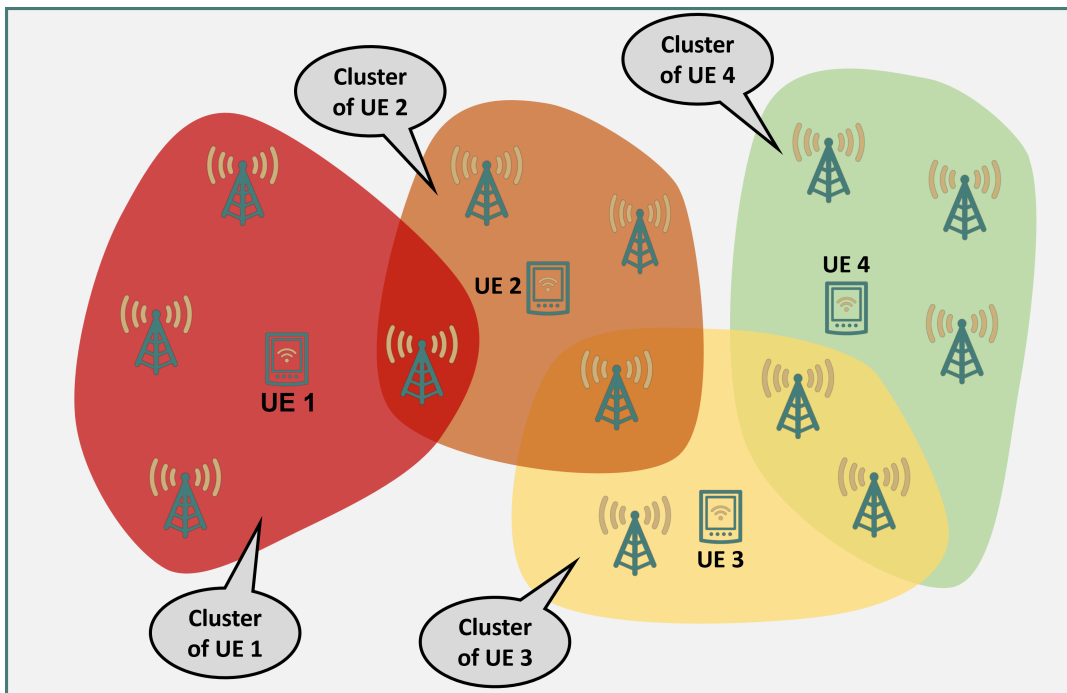 Cluster
of UE 4
Cluster
of UE 2
UE 4
UE 2
UE 1
UE 3
Cluster
of UE 1
Cluster
of UE 3